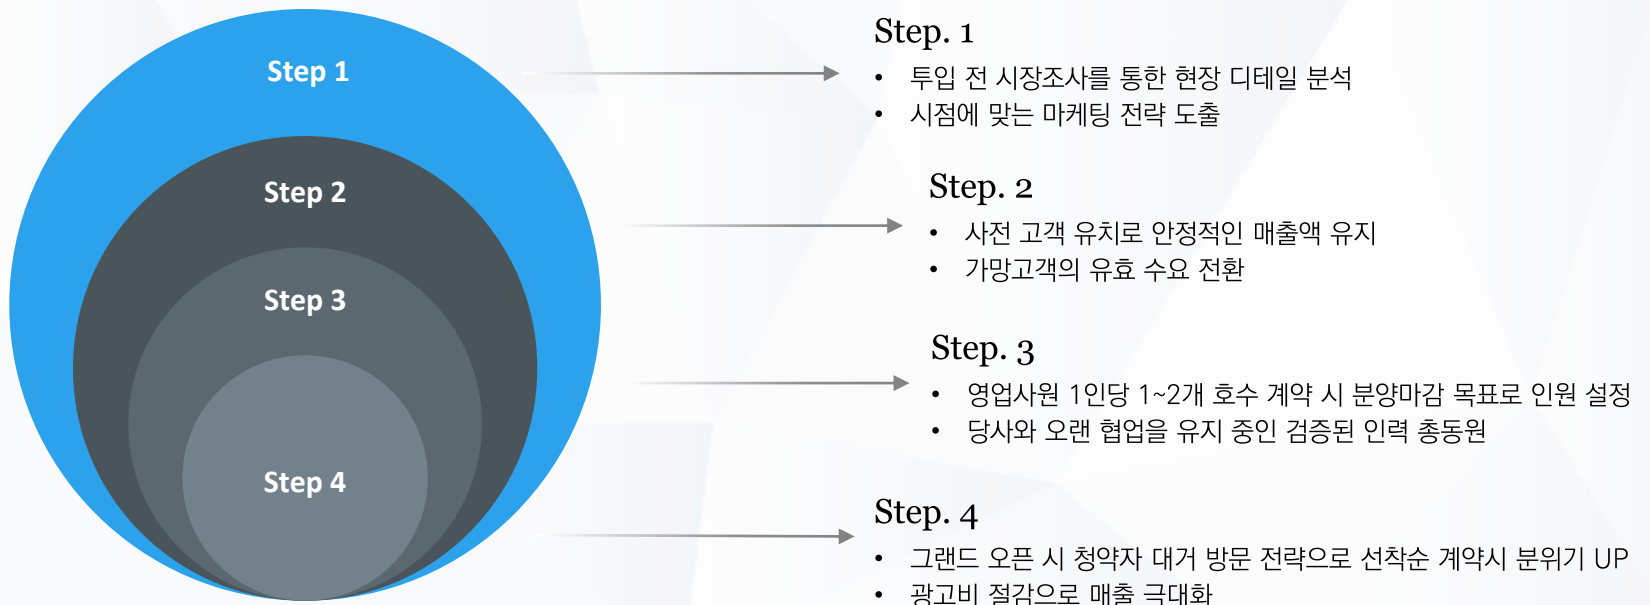 Step 1
Step 2
Step 3
Step 4
Step. 1
• 투입 전 시장조사를 통한 현장 디테일 분석
• 시점에 맞는 마케팅 전략 도출
Step. 2
• 사전 고객 유치로 안정적인 매출액 유지
• 가망고객의 유효 수요 전환
Step. 3
• 영업사원 1인당 1~2개 호수 계약 시 분양마감 목표로 인원 설정
• 당사와 오랜 협업을 유지 중인 검증된 인력 총동원
Step. 4
• 그랜드 오픈 시 청약자 대거 방문 전략으로 선착순 계약시 분위기 UP
• 광고비 절감으로 매출 극대화